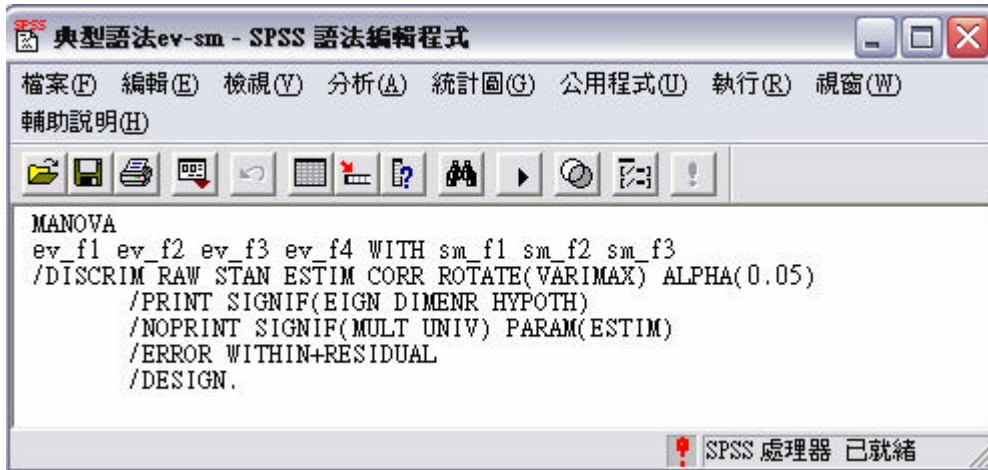 典型語法ev-sm - SPSS 語法編輯程式
檔案(F) 編輯(E) 檢視(V) 分析(A) 統計圖(G) 公用程式(U) 執行(R) 視窗(W)
輔助說明(H)
MANOVA
ev_f1 ev_f2 ev_f3 ev_f4 WITH sm_f1 sm_f2 sm_f3
/DISCRIM RAW STAN ESTIM CORR ROTATE(VARIMAX) ALPHA(0.05)
/PRINT SIGNIF(EIGN DIMENR HYPOTH)
/NOPRINT SIGNIF(MULT UNIV) PARAM(ESTIM)
/ERROR WITHIN+RESIDUAL
/DESIGN.
SPSS 處理器 已就緒